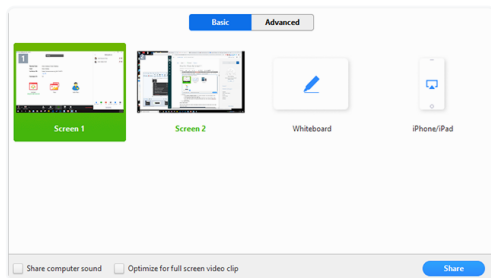 Basic Advanced
1
Screen 1 Screen 2 Whiteboard iPhone/iPad
Share computer sound Optimize for full screen video clip Share